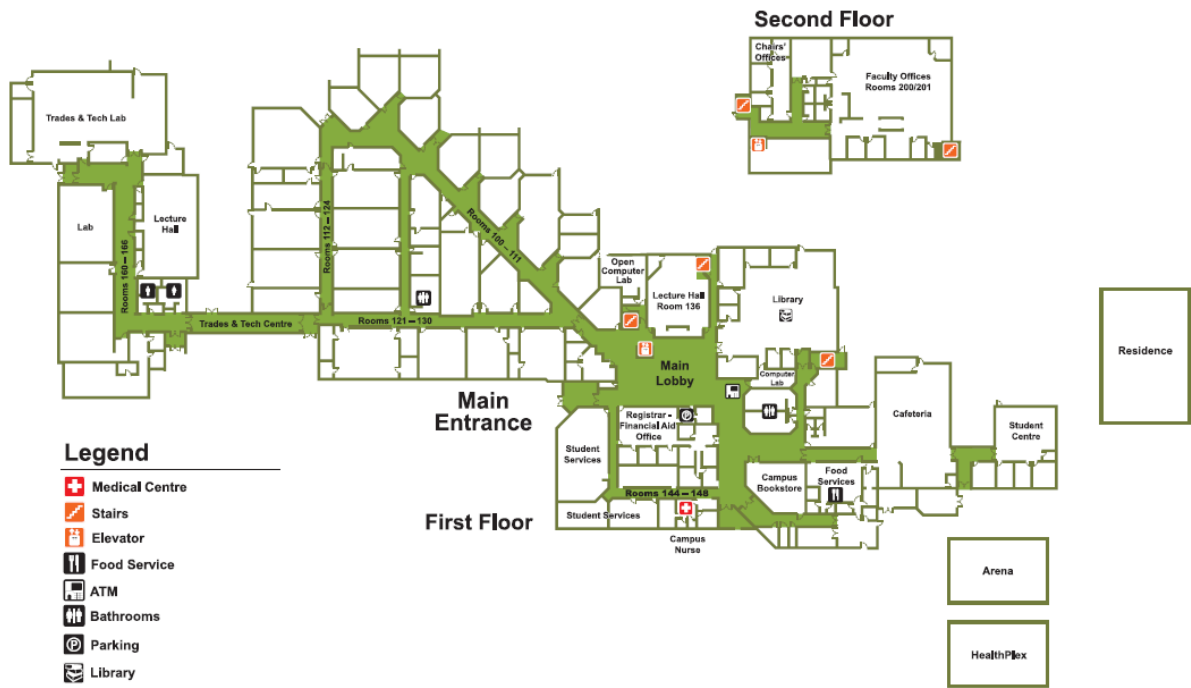 Second Floor
Chairs'
Offices
Faculty Offices
Rooms 200/201
Trades & Tech Lab
Lab
Lecture
Hall
Rooms 160 – 166
Rooms 112 – 124
Rooms 100 – 111
Trades & Tech Centre
Rooms 121 – 130
Open
Computer
Lab
Lecture Hall
Room 136
Library
Main
Lobby
Computer
Lab
Residence
Main
Entrance
Registrar -
Financial Aid
Office
Student
Services
Cafeteria
Student
Centre
Campus
Bookstore
Food
Services
Rooms 144 – 148
Student Services
Campus
Nurse
First Floor
Arena
HealthPlex
Legend
Medical Centre
Stairs
Elevator
Food Service
ATM
Bathrooms
P Parking
Library
P